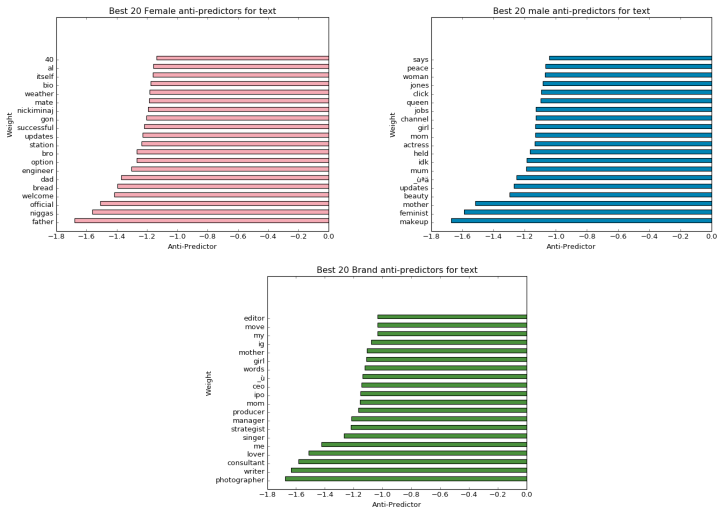 Best 20 Female anti-predictors for text
40
al
itself
bio
weather
mate
nickiminaj
gon
successful
updates
station
bro
option
engineer
dad
bread
welcome
official
niggas
father
Weight
−1.8 −1.6 −1.4 −1.2 −1.0 −0.8 −0.6 −0.4 −0.2 0.0
Anti-Predictor
Best 20 male anti-predictors for text
says
peace
woman
jones
click
queen
jobs
channel
girl
mom
actress
held
idk
mum
_ùªä
updates
beauty
mother
feminist
makeup
Weight
−1.8 −1.6 −1.4 −1.2 −1.0 −0.8 −0.6 −0.4 −0.2 0.0
Anti-Predictor
Best 20 Brand anti-predictors for text
editor
move
my
ig
mother
girl
words
_ù
ceo
ipo
mom
producer
manager
strategist
singer
me
lover
consultant
writer
photographer
Weight
−1.8 −1.6 −1.4 −1.2 −1.0 −0.8 −0.6 −0.4 −0.2 0.0
Anti-Predictor